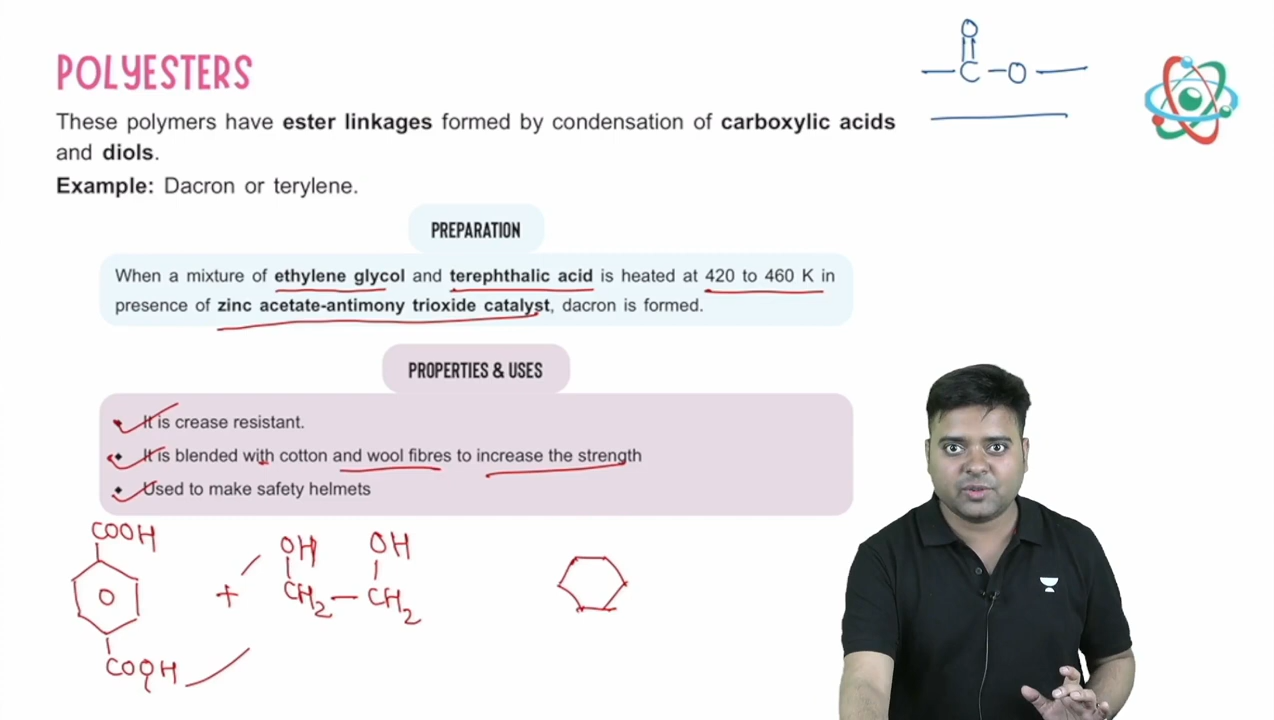 POLYESTERS
O
C-O
These polymers have ester linkages formed by condensation of carboxylic acids
and diols.
Example: Dacron or terylene.
PREPARATION
When a mixture of ethylene glycol and terephthalic acid is heated at 420 to 460 K in
presence of zinc acetate-antimony trioxide catalyst, dacron is formed.
PROPERTIES & USES
It is crease resistant.
It is blended with cotton and wool fibres to increase the strength
Used to make safety helmets
COOH
OH OH
+ CH2 - CH2
COOH